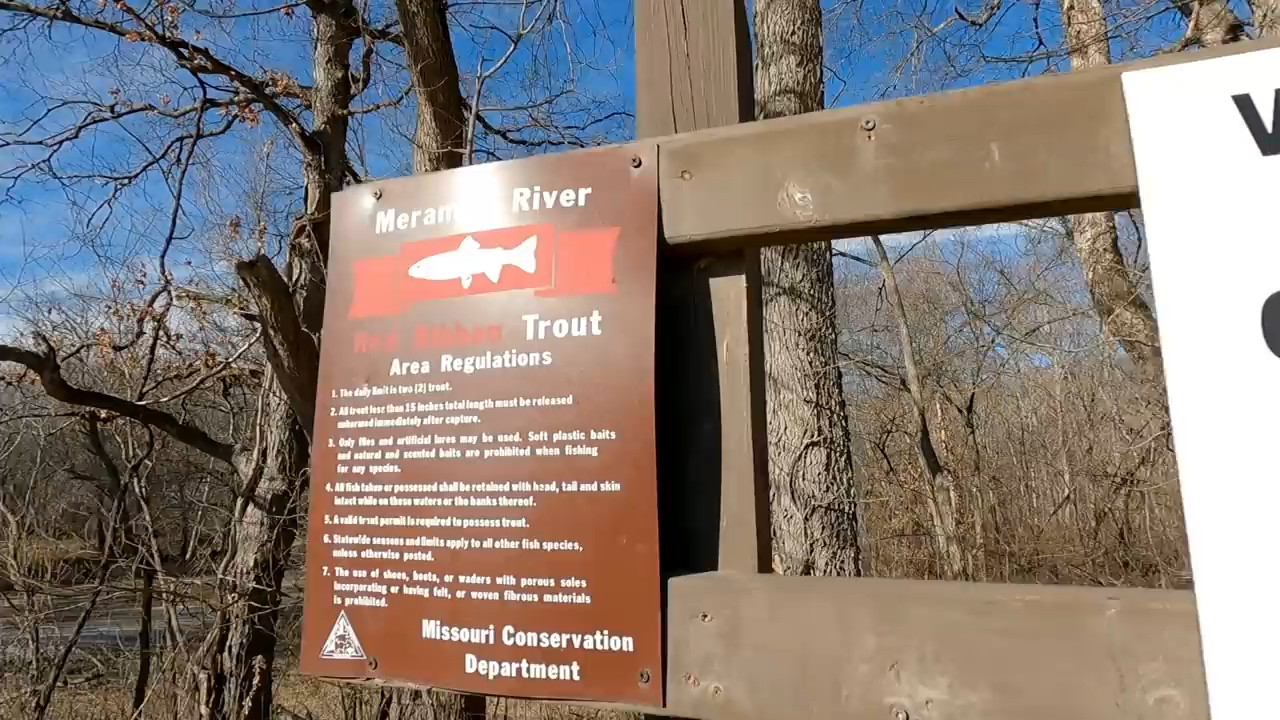 River
Red Ribbon Trout
Area Regulations
1. The daily limit is two (2) trout.
2. All trout less than 15 inches total length must be released
unharmed immediately after capture.
3. Only flies and artificial lures may be used. Soft plastic baits
and natural and scented baits are prohibited when fishing
for any species.
4. All fish taken or possessed shall be retained with head, tail and skin
intact while on these waters or the banks thereof.
5. A valid trout permit is required to possess trout.
6. Statewide seasons and limits apply to all other fish species,
unless otherwise posted.
7. The use of shoes, boots, or waders with porous soles
incorporating or having felt, or woven fibrous materials
is prohibited.
Missouri Conservation
Department